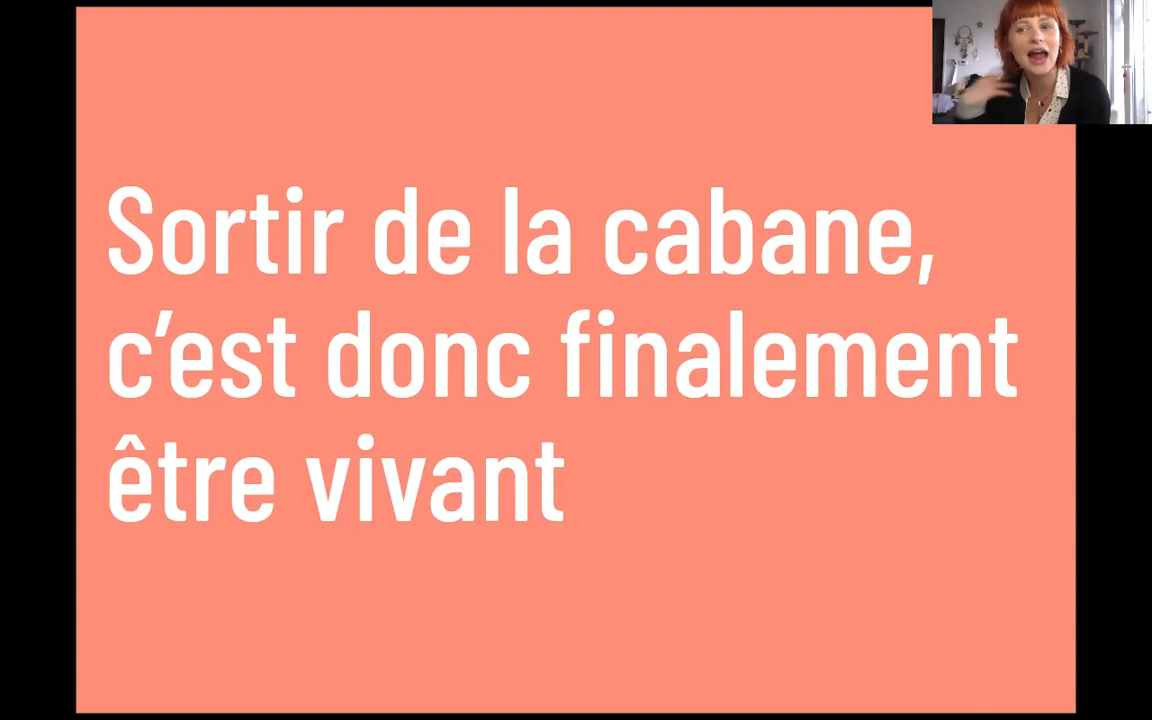 Sortir de la cabane,
c’est donc finalement
être vivant